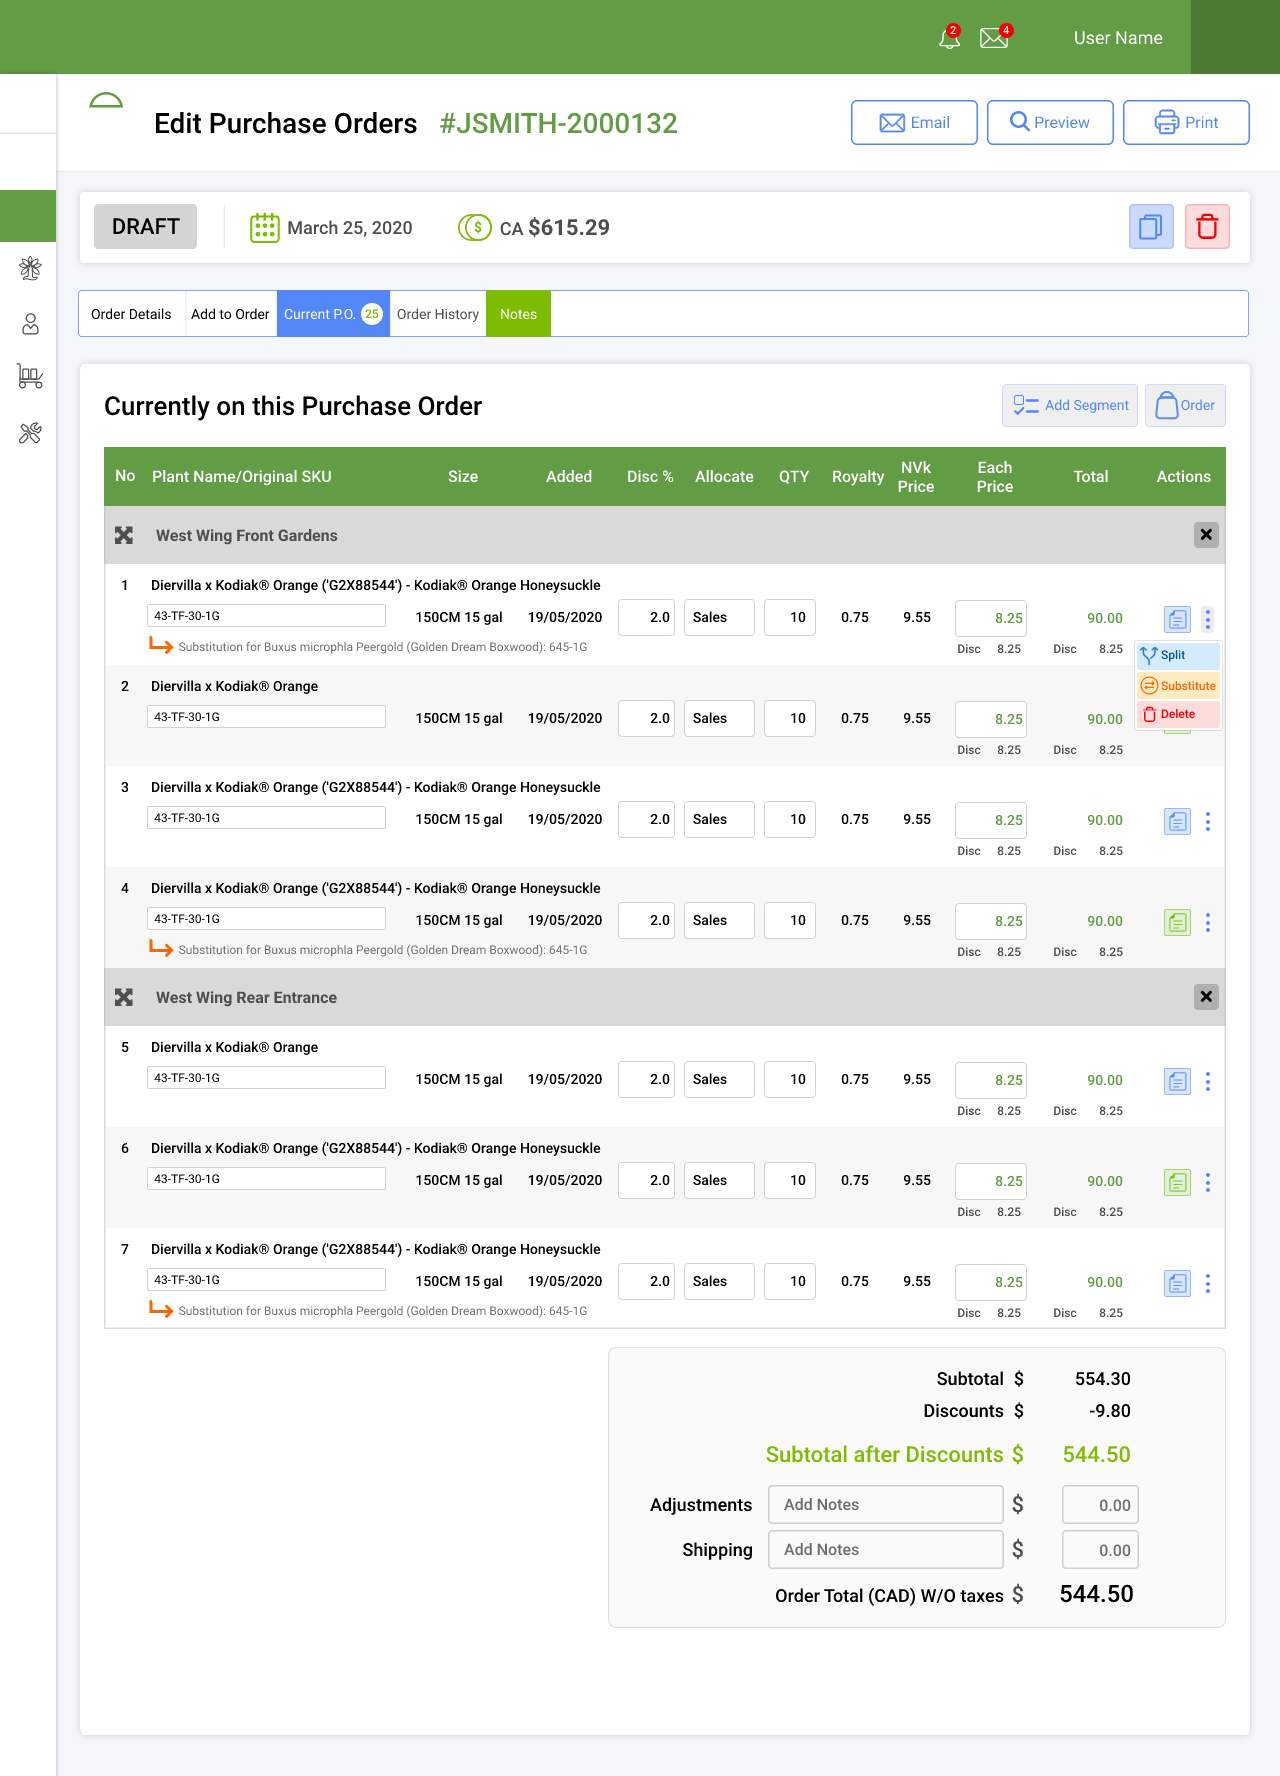 2
4
User Name
Edit Purchase Orders #JSMITH-2000132
Email
Preview
Print
DRAFT
March 25, 2020
$
CA $615.29
Order Details
Add to Order
Current P.O. 25
Order History
Notes
Currently on this Purchase Order
Add Segment
Order
No Plant Name/Original SKU Size Added Disc % Allocate QTY Royalty NVk Price Each Price Total Actions
West Wing Front Gardens
1 Diervilla x Kodiak® Orange ('G2X88544') - Kodiak® Orange Honeysuckle
43-TF-30-1G 150CM 15 gal 19/05/2020 2.0 Sales 10 0.75 9.55 8.25 90.00
Substitution for Buxus microphla Peergold (Golden Dream Boxwood): 645-1G Disc 8.25 Disc 8.25
Split
Substitute
Delete
2 Diervilla x Kodiak® Orange
43-TF-30-1G 150CM 15 gal 19/05/2020 2.0 Sales 10 0.75 9.55 8.25 90.00
Disc 8.25 Disc 8.25
3 Diervilla x Kodiak® Orange ('G2X88544') - Kodiak® Orange Honeysuckle
43-TF-30-1G 150CM 15 gal 19/05/2020 2.0 Sales 10 0.75 9.55 8.25 90.00
Disc 8.25 Disc 8.25
4 Diervilla x Kodiak® Orange ('G2X88544') - Kodiak® Orange Honeysuckle
43-TF-30-1G 150CM 15 gal 19/05/2020 2.0 Sales 10 0.75 9.55 8.25 90.00
Substitution for Buxus microphla Peergold (Golden Dream Boxwood): 645-1G Disc 8.25 Disc 8.25
West Wing Rear Entrance
5 Diervilla x Kodiak® Orange
43-TF-30-1G 150CM 15 gal 19/05/2020 2.0 Sales 10 0.75 9.55 8.25 90.00
Disc 8.25 Disc 8.25
6 Diervilla x Kodiak® Orange ('G2X88544') - Kodiak® Orange Honeysuckle
43-TF-30-1G 150CM 15 gal 19/05/2020 2.0 Sales 10 0.75 9.55 8.25 90.00
Disc 8.25 Disc 8.25
7 Diervilla x Kodiak® Orange ('G2X88544') - Kodiak® Orange Honeysuckle
43-TF-30-1G 150CM 15 gal 19/05/2020 2.0 Sales 10 0.75 9.55 8.25 90.00
Substitution for Buxus microphla Peergold (Golden Dream Boxwood): 645-1G Disc 8.25 Disc 8.25
Subtotal $ 554.30
Discounts $ -9.80
Subtotal after Discounts $ 544.50
Adjustments Add Notes $ 0.00
Shipping Add Notes $ 0.00
Order Total (CAD) W/O taxes $ 544.50